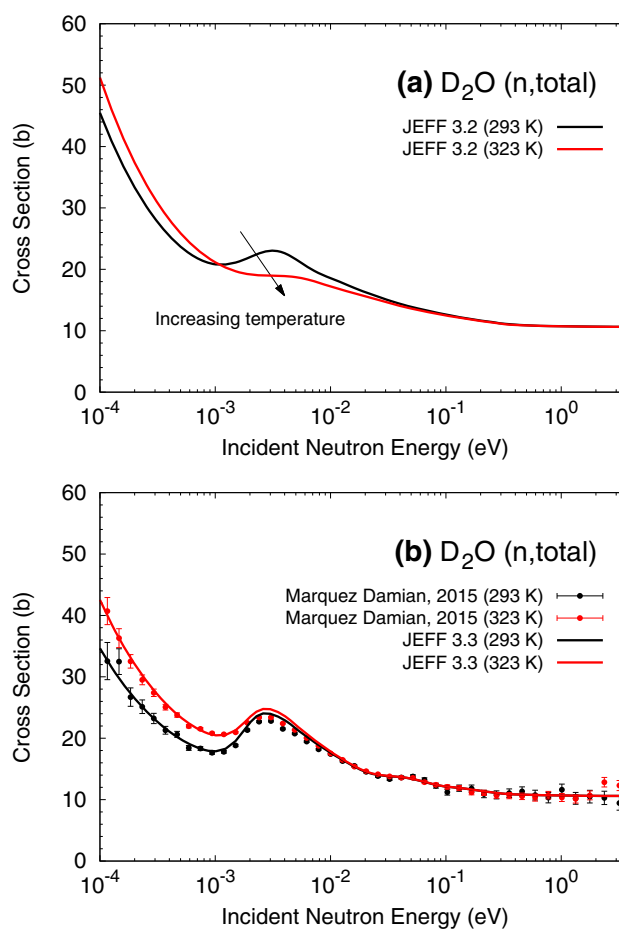 60
50
40
30
20
10
0
Cross Section (b)
(a) D₂O (n,total)
JEFF 3.2 (293 K)
JEFF 3.2 (323 K)
Increasing temperature
10⁻⁴ 10⁻³ 10⁻² 10⁻¹ 10⁰
Incident Neutron Energy (eV)
60
50
40
30
20
10
0
Cross Section (b)
(b) D₂O (n,total)
Marquez Damian, 2015 (293 K)
Marquez Damian, 2015 (323 K)
JEFF 3.3 (293 K)
JEFF 3.3 (323 K)
10⁻⁴ 10⁻³ 10⁻² 10⁻¹ 10⁰
Incident Neutron Energy (eV)